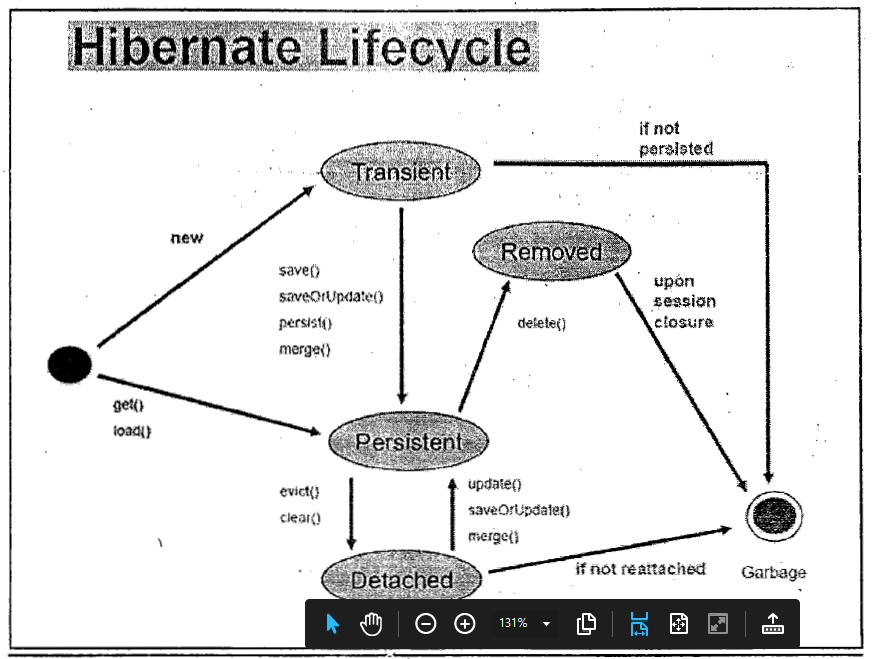 Hibernate Lifecycle
if not
persisted
Transient
new
Removed
save()
saveOrUpdate()
persist()
merge()
upon
session
closure
delete()
get()
load()
Persistent
evict()
clear()
update()
saveOrUpdate()
merge()
Detached
if not reattached
Garbage
131%